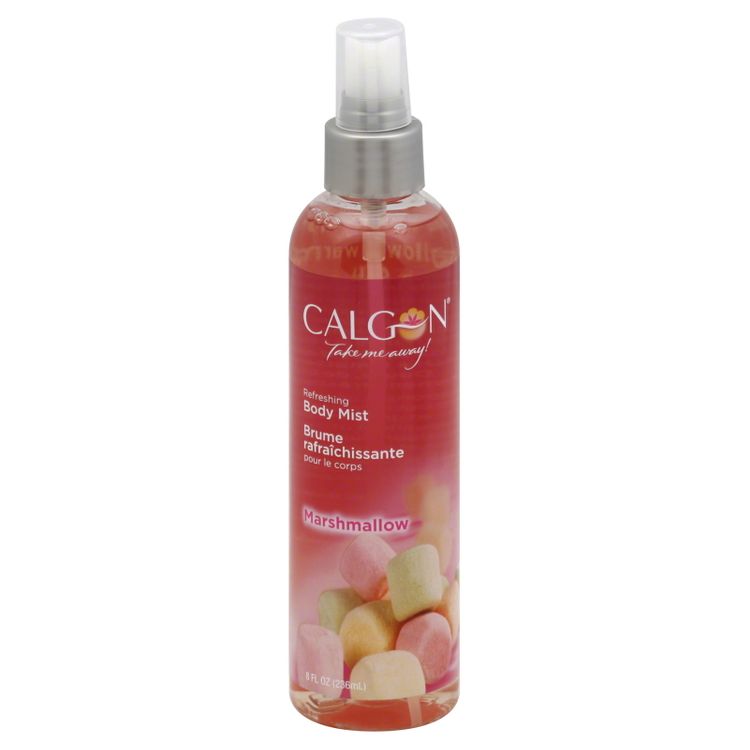 CALGON®
Take me away!
Refreshing
Body Mist
Brume
rafraîchissante
pour le corps
Marshmallow
8 FL OZ (236mL)